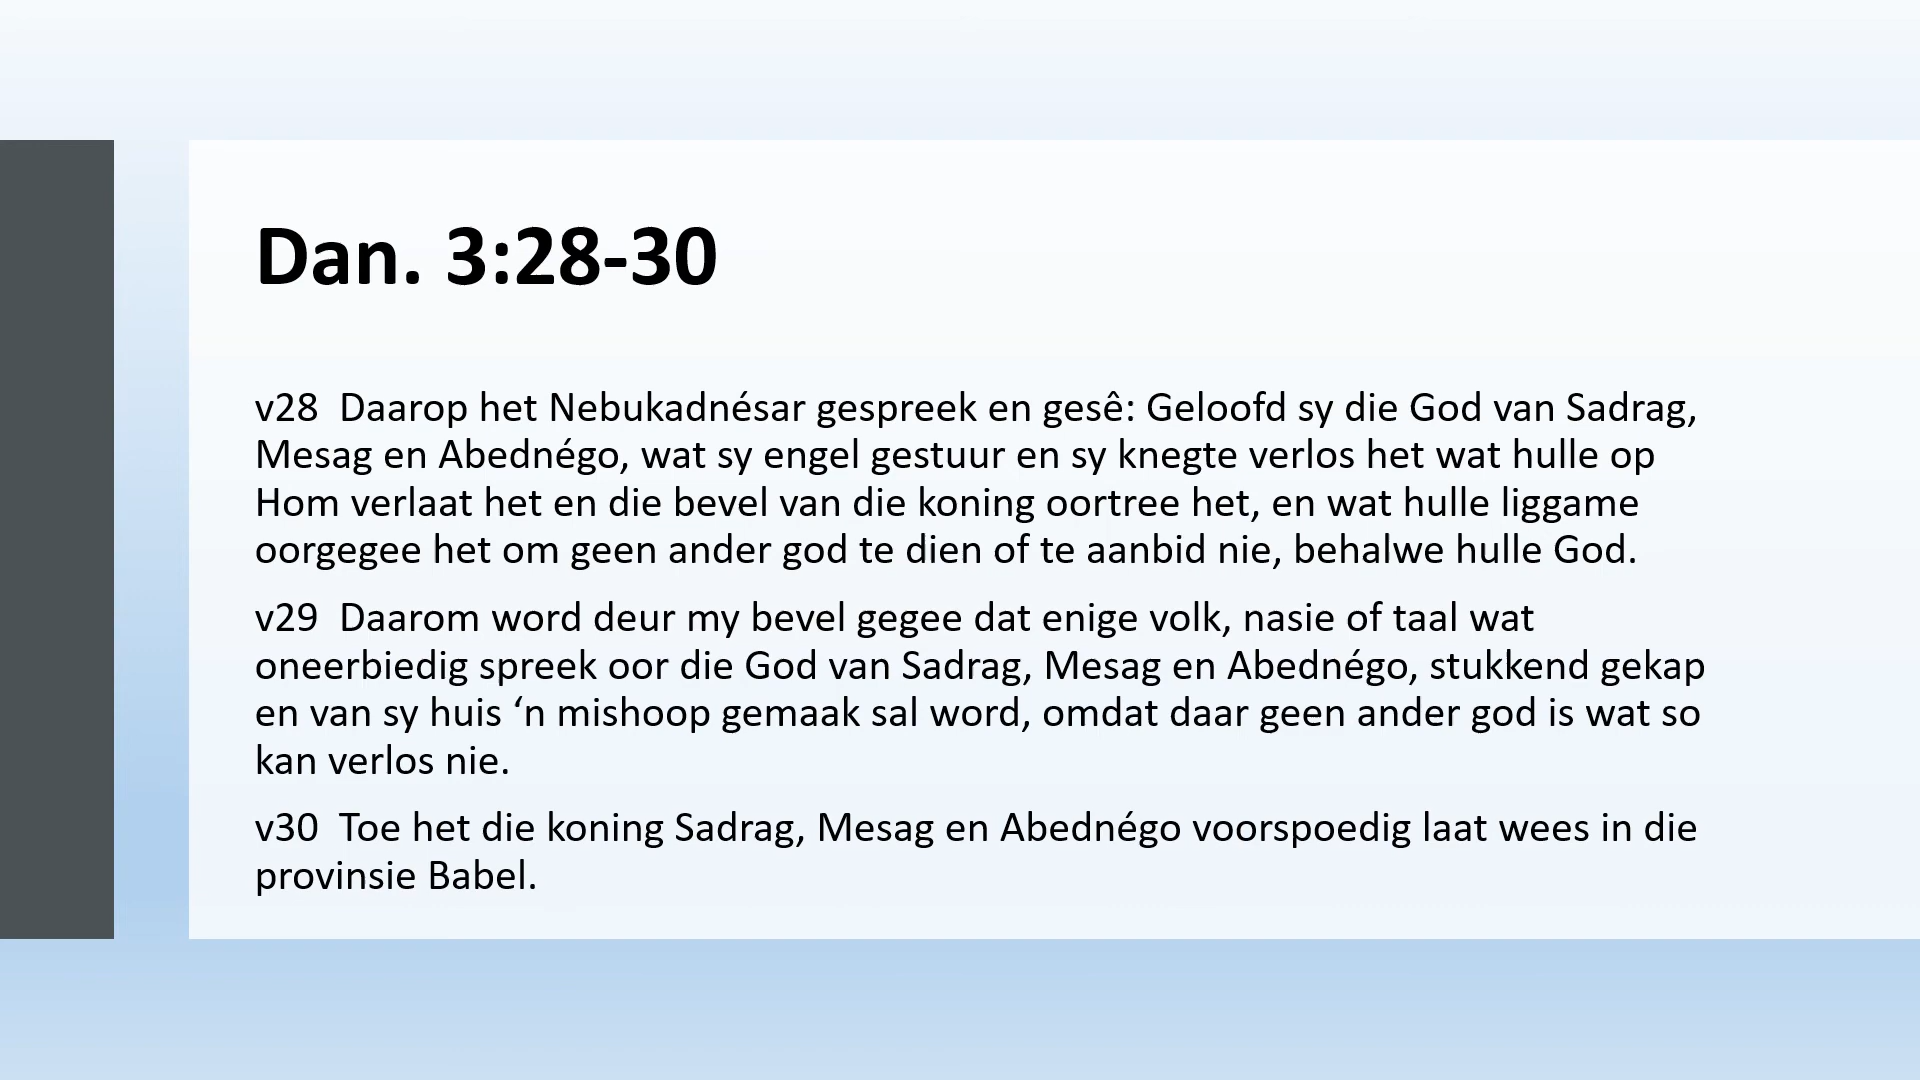 Dan. 3:28-30
v28  Daarop het Nebukadnésar gespreek en gesê: Geloofd sy die God van Sadrag,
Mesag en Abednégo, wat sy engel gestuur en sy knegte verlos het wat hulle op
Hom verlaat het en die bevel van die koning oortree het, en wat hulle liggame
oorgegee het om geen ander god te dien of te aanbid nie, behalwe hulle God.
v29  Daarom word deur my bevel gegee dat enige volk, nasie of taal wat
oneerbiedig spreek oor die God van Sadrag, Mesag en Abednégo, stukkend gekap
en van sy huis ‘n mishoop gemaak sal word, omdat daar geen ander god is wat so
kan verlos nie.
v30  Toe het die koning Sadrag, Mesag en Abednégo voorspoedig laat wees in die
provinsie Babel.